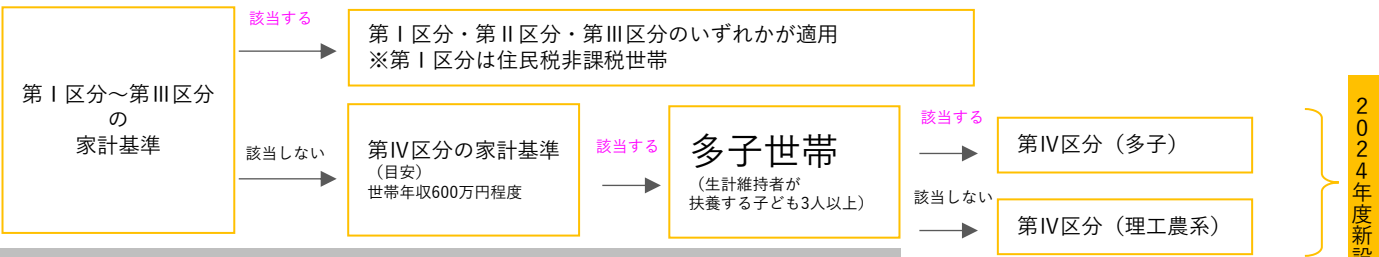 該当する
第Ⅰ区分・第Ⅱ区分・第Ⅲ区分のいずれかが適用
※第Ⅰ区分は住民税非課税世帯
第Ⅰ区分～第Ⅲ区分
の
家計基準
該当しない
第Ⅳ区分の家計基準
（目安）
世帯年収600万円程度
該当する
多子世帯
（生計維持者が
扶養する子ども3人以上）
該当する
第Ⅳ区分（多子）
該当しない
第Ⅳ区分（理工農系）
2024年度新設